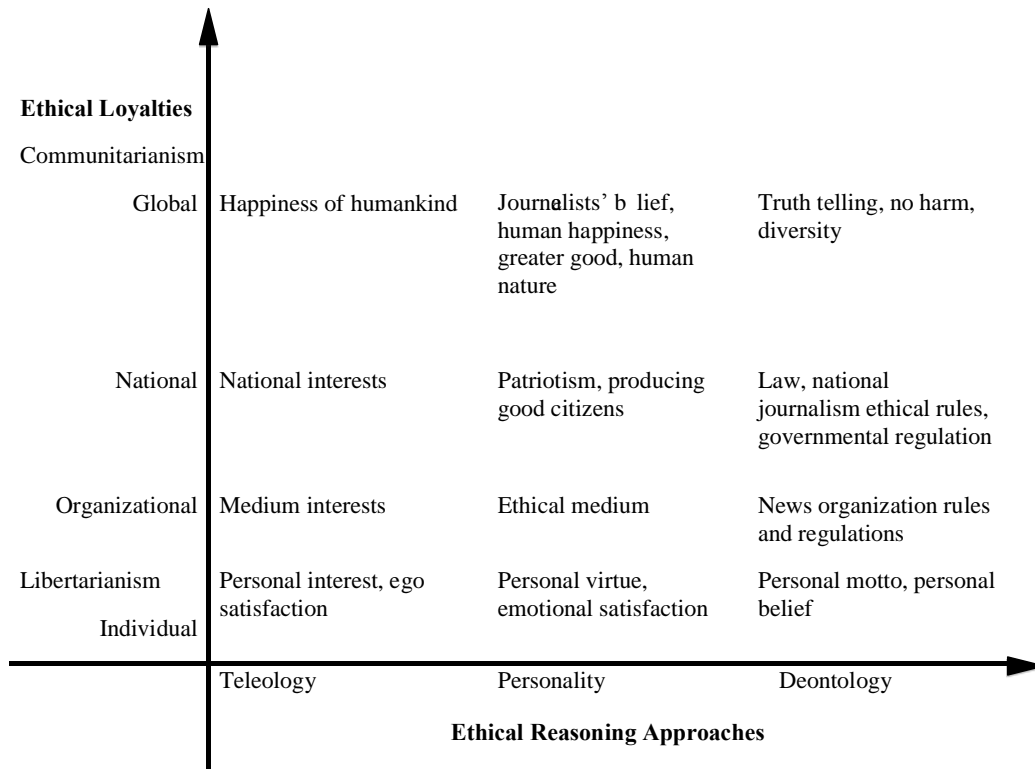 Ethical Loyalties
Communitarianism
Global
Happiness of humankind
Journalists’ b lief,
human happiness,
greater good, human
nature
Truth telling, no harm,
diversity
National
National interests
Patriotism, producing
good citizens
Law, national
journalism ethical rules,
governmental regulation
Organizational
Medium interests
Ethical medium
News organization rules
and regulations
Libertarianism
Individual
Personal interest, ego
satisfaction
Personal virtue,
emotional satisfaction
Personal motto, personal
belief
Teleology
Personality
Deontology
Ethical Reasoning Approaches